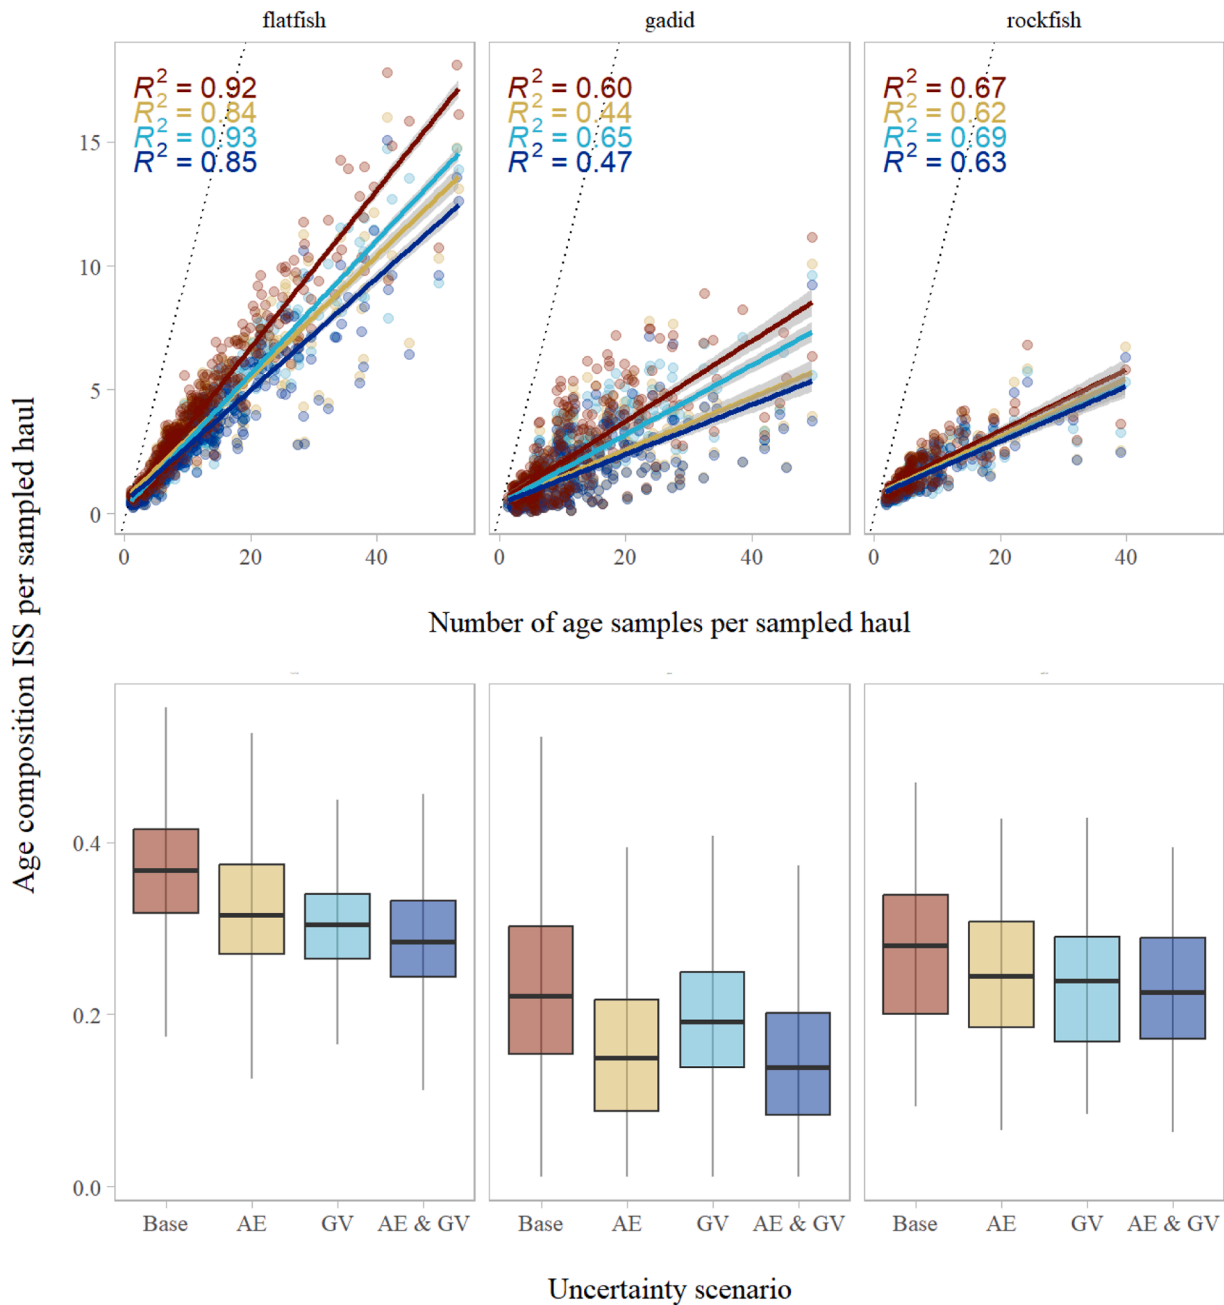 flatfish gadid rockfish
R2 = 0.92 R2 = 0.60 R2 = 0.67
R2 = 0.84 R2 = 0.44 R2 = 0.62
R2 = 0.93 R2 = 0.65 R2 = 0.69
R2 = 0.85 R2 = 0.47 R2 = 0.63
15
10
5
0
0 20 40 0 20 40 0 20 40
Number of age samples per sampled haul
Age composition ISS per sampled haul
0.4
0.2
0.0
Base AE GV AE & GV Base AE GV AE & GV Base AE GV AE & GV
Uncertainty scenario